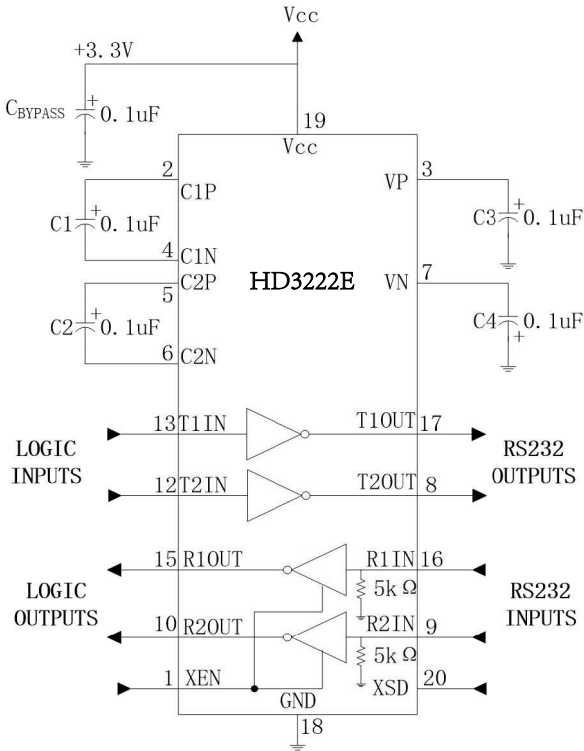 Vcc
+3.3V
CBYPASS + 0.1uF
19
Vcc
2 C1P
VP 3
C1 + 0.1uF
C3 + 0.1uF
4 C1N
5 C2P
HD3222E
VN 7
C2 + 0.1uF
C4 0.1uF +
6 C2N
LOGIC INPUTS
13 T1IN
T1OUT 17
RS232 OUTPUTS
12 T2IN
T2OUT 8
LOGIC OUTPUTS
15 R1OUT
R1IN 16
5kΩ
RS232 INPUTS
10 R2OUT
R2IN 9
5kΩ
1 XEN
XSD 20
GND
18